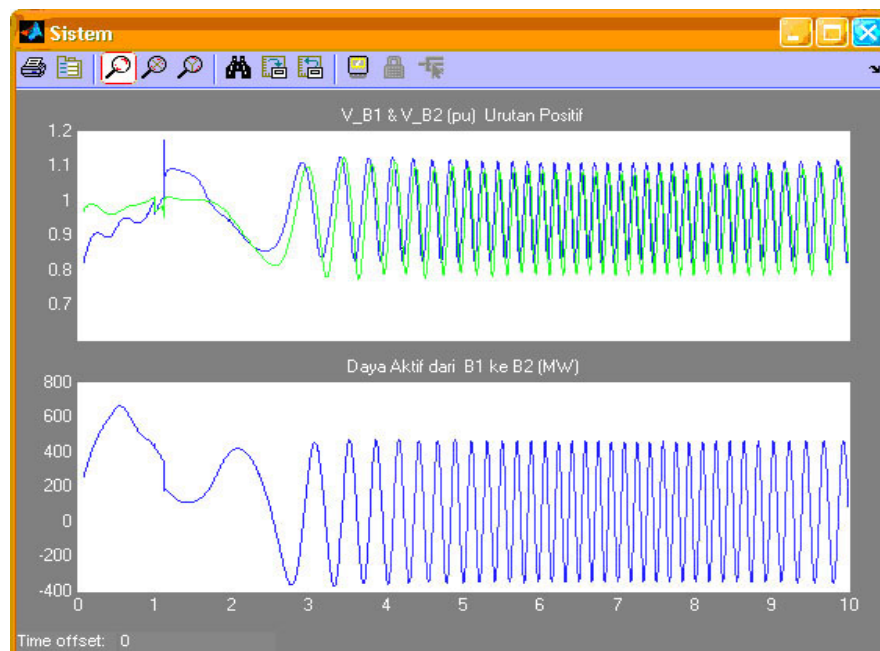 Sistem
V_B1 & V_B2 (pu) Urutan Positif
1.2
1.1
1
0.9
0.8
0.7
Daya Aktif dari B1 ke B2 (MW)
800
600
400
200
0
-200
-400
0 1 2 3 4 5 6 7 8 9 10
Time offset: 0